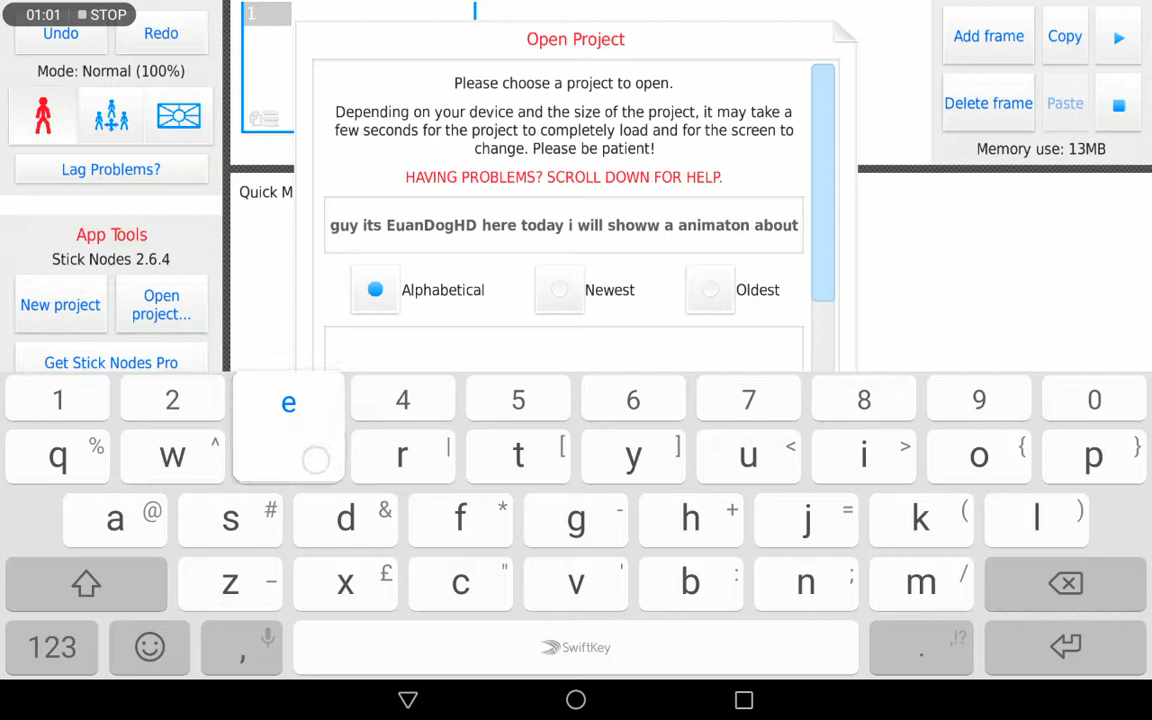 01:01 STOP
Undo
Redo
Mode: Normal (100%)
Lag Problems?
App Tools
Stick Nodes 2.6.4
New project
Open
project...
Get Stick Nodes Pro
1
Quick M
Open Project
Please choose a project to open.
Depending on your device and the size of the project, it may take a
few seconds for the project to completely load and for the screen to
change. Please be patient!
HAVING PROBLEMS? SCROLL DOWN FOR HELP.
guy its EuanDogHD here today i will showw a animaton about
Alphabetical
Newest
Oldest
Add frame
Copy
Delete frame
Paste
Memory use: 13MB
1 2 e 4 5 6 7 8 9 0
q % w ^ r | t [ y ] u < i > o { p }
a @ s # d & f * g - h + j = k ( l )
z _ x £ c " v ' b : n ; m /
123 , SwiftKey . ,!?